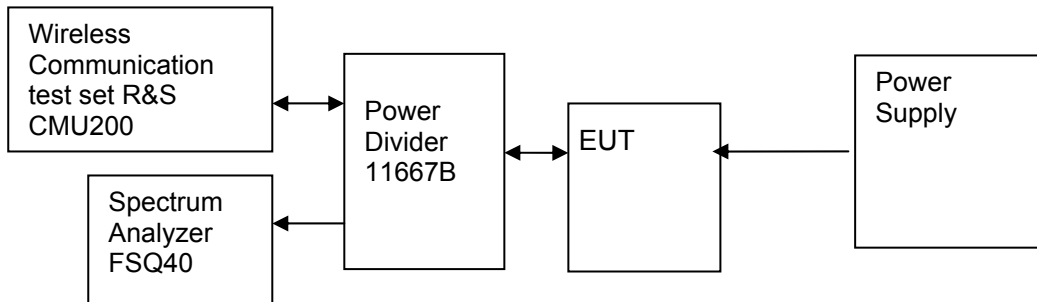 Wireless
Communication
test set R&S
CMU200
Spectrum
Analyzer
FSQ40
Power
Divider
11667B
EUT
Power
Supply